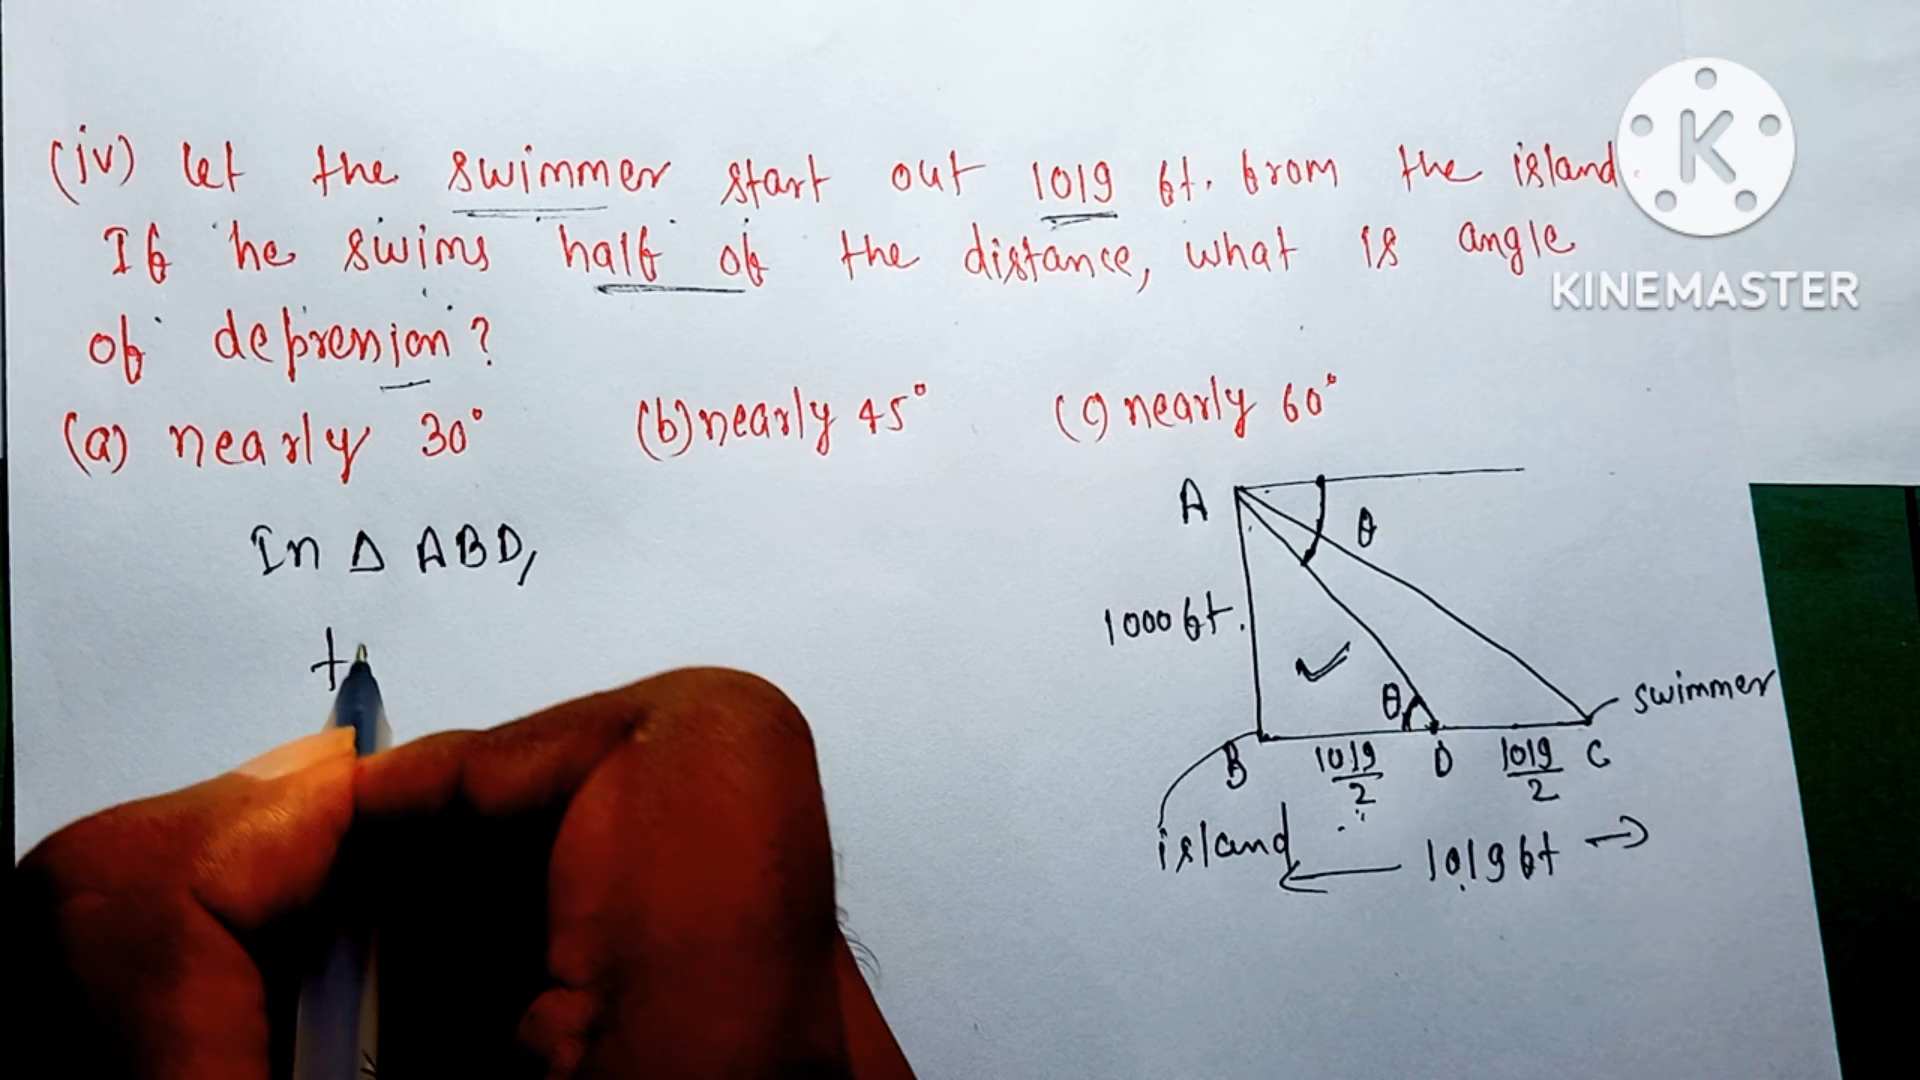 (iv) Let the swimmer start out 1019 ft. from the island.
If he swims half of the distance, what is angle
of depression?
(a) nearly 30° (b) nearly 45° (c) nearly 60°
In Δ ABD,
t
A
θ
1000 ft.
θ
swimmer
B 1019/2 D 1019/2 C
island
← 1019 ft →
K
KINEMASTER